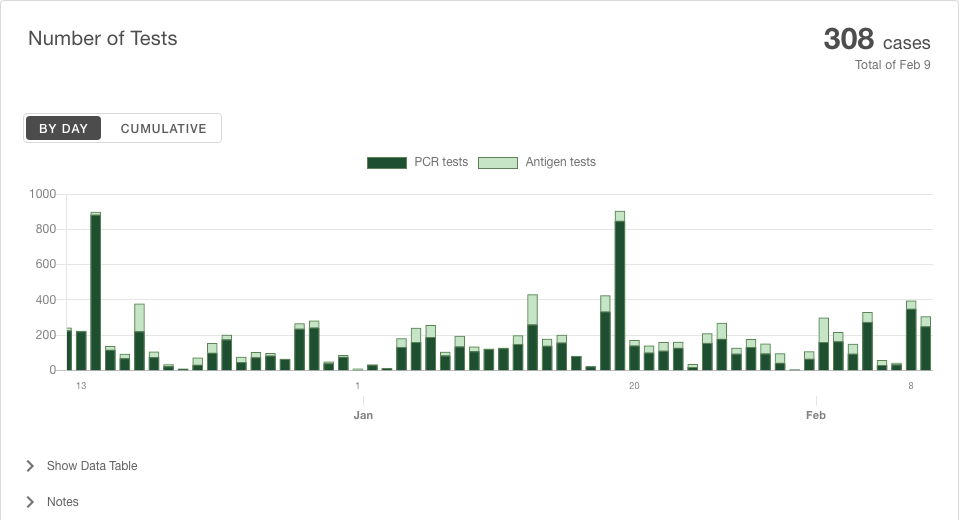 Number of Tests
308 cases
Total of Feb 9
BY DAY CUMULATIVE
PCR tests Antigen tests
1000
800
600
400
200
0
13 1 20 8
Jan Feb
Show Data Table
Notes